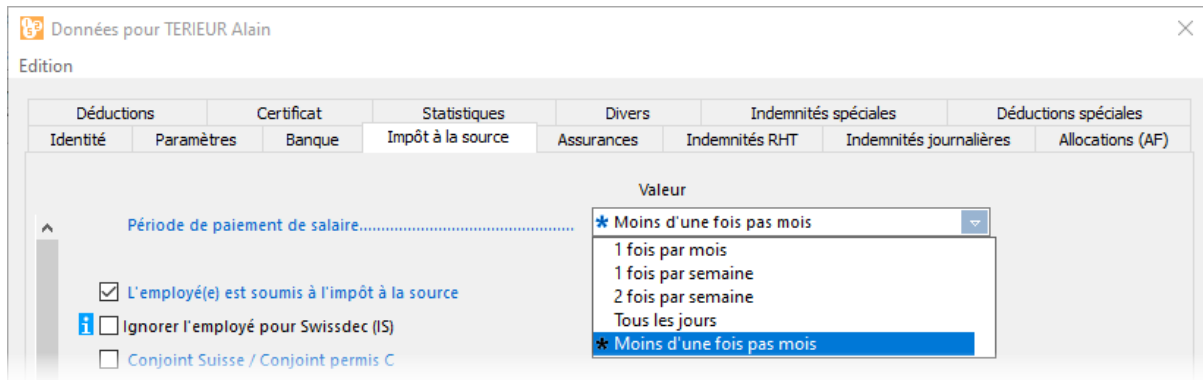 Données pour TERIEUR Alain
Edition
Déductions Certificat Statistiques Divers Indemnités spéciales Déductions spéciales
Identité Paramètres Banque Impôt à la source Assurances Indemnités RHT Indemnités journalières Allocations (AF)
Valeur
Période de paiement de salaire.................................................... * Moins d'une fois pas mois
1 fois par mois
1 fois par semaine
L'employé(e) est soumis à l'impôt à la source 2 fois par semaine
Ignorer l'employé pour Swissdec (IS) Tous les jours
* Moins d'une fois pas mois
Conjoint Suisse / Conjoint permis C